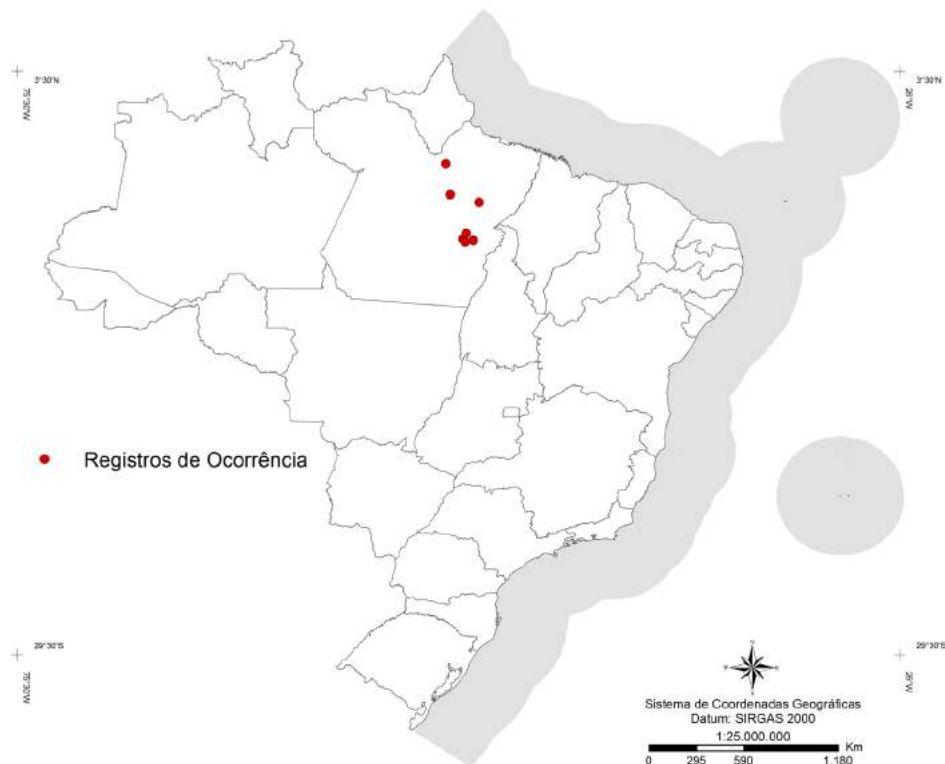 3°30'N
3°30'N
75°30'W
28°W
Registros de Ocorrência
29°30'S
29°30'S
75°30'W
28°W
N
Sistema de Coordenadas Geográficas
Datum: SIRGAS 2000
1:25.000.000
Km
0 295 590 1.180